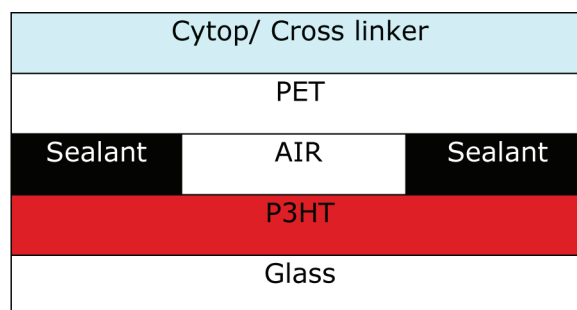 Cytop/ Cross linker
PET
Sealant AIR Sealant
P3HT
Glass